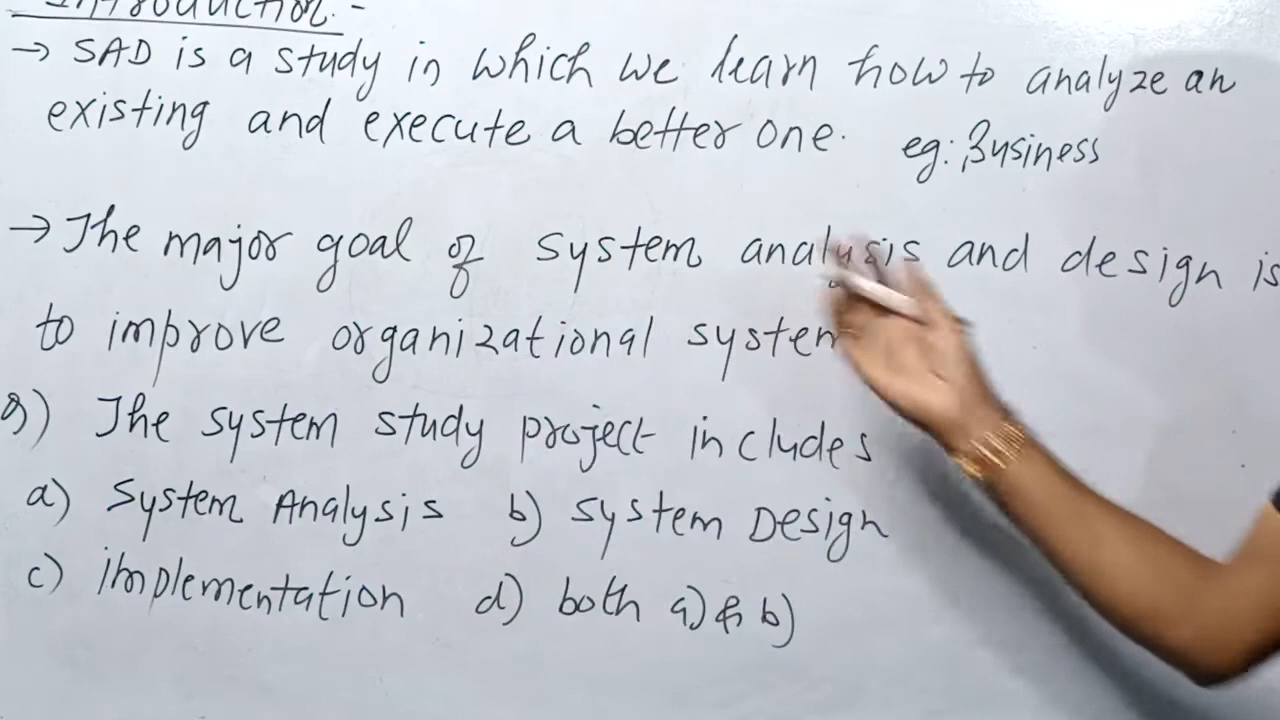 Introduction:-
→ SAD is a study in which we learn how to analyze an
existing and execute a better one. eg: Business
→ The major goal of system analysis and design is
to improve organizational system
Q) The system study project includes
a) System Analysis b) System Design
c) implementation d) both a) & b)